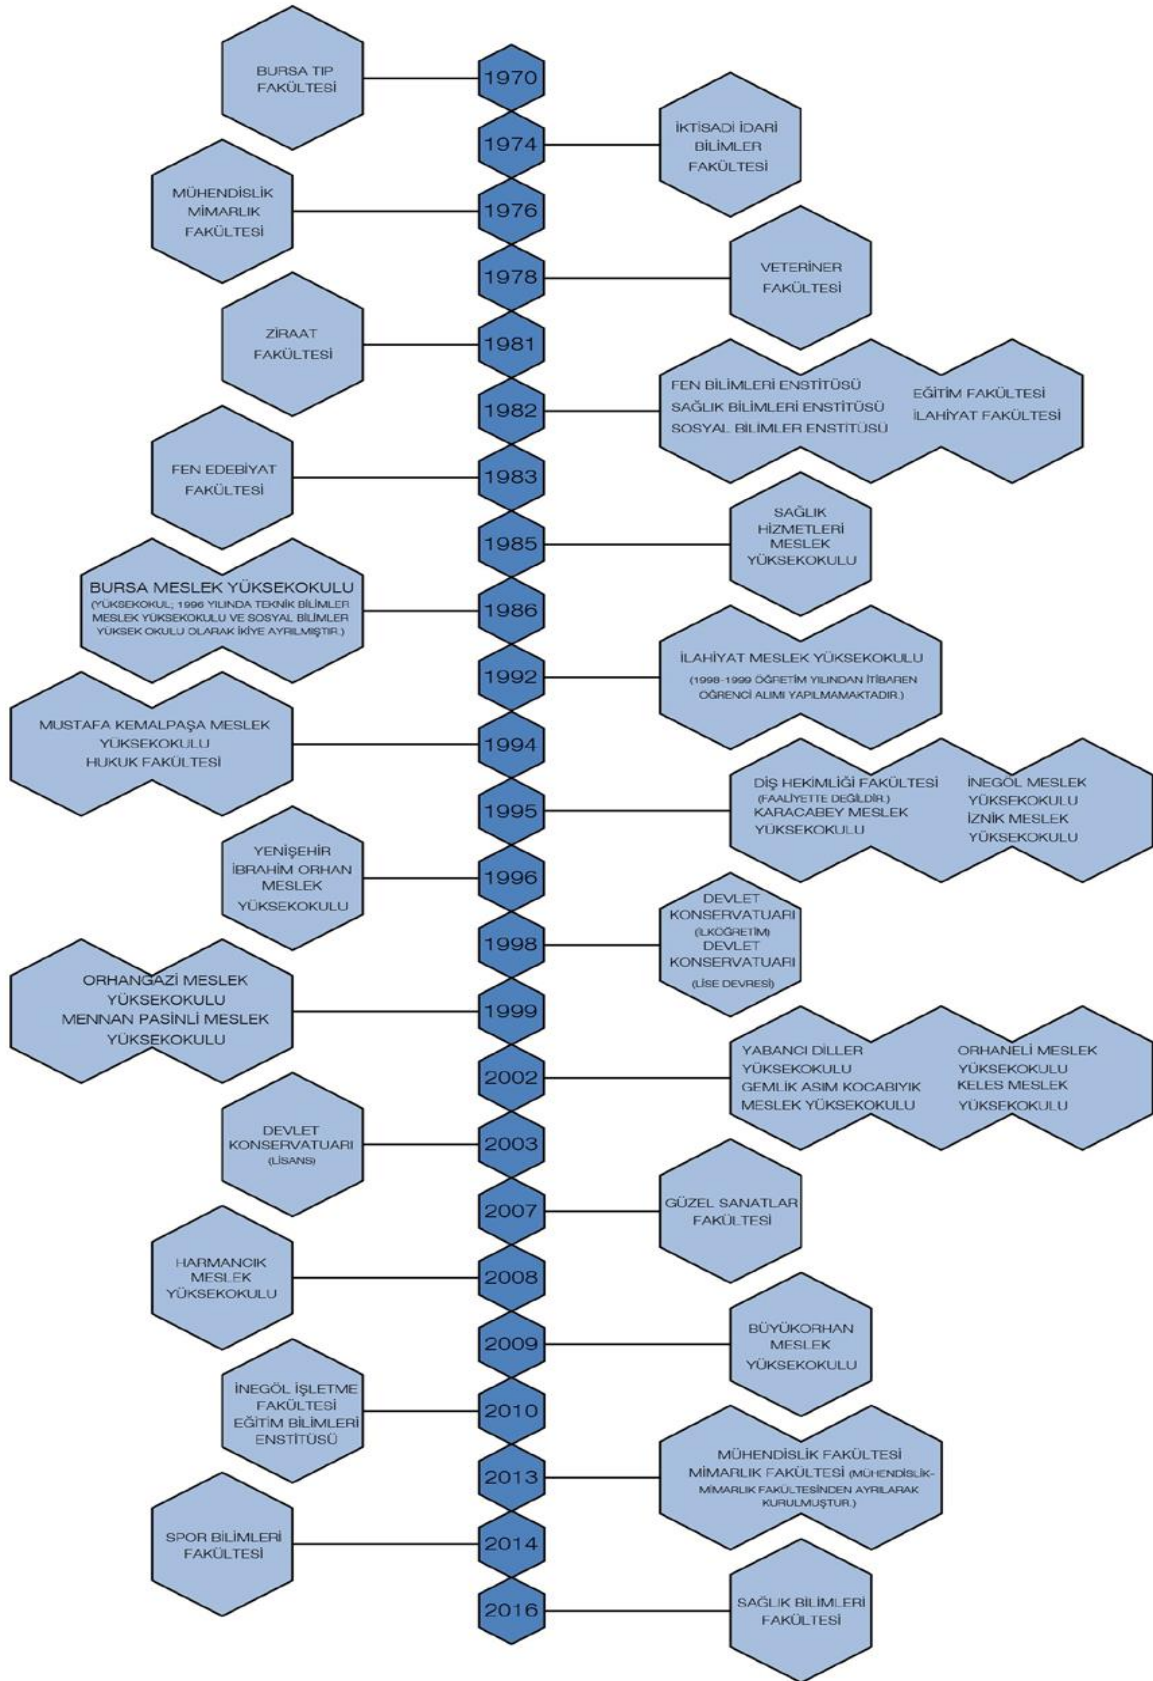 BURSA TIP
FAKÜLTESİ
1970
1974
İKTİSADİ İDARİ
BİLİMLER
FAKÜLTESİ
MÜHENDİSLİK
MİMARLIK
FAKÜLTESİ
1976
1978
VETERİNER
FAKÜLTESİ
ZİRAAT
FAKÜLTESİ
1981
1982
FEN BİLİMLERİ ENSTİTÜSÜ
SAĞLIK BİLİMLERİ ENSTİTÜSÜ
SOSYAL BİLİMLER ENSTİTÜSÜ
EĞİTİM FAKÜLTESİ
İLAHİYAT FAKÜLTESİ
FEN EDEBİYAT
FAKÜLTESİ
1983
1985
SAĞLIK
HİZMETLERİ
MESLEK
YÜKSEKOKULU
BURSA MESLEK YÜKSEKOKULU
(YÜKSEKOKUL; 1996 YILINDA TEKNİK BİLİMLER
MESLEK YÜKSEKOKULU VE SOSYAL BİLİMLER
YÜKSEK OKULU OLARAK İKİYE AYRILMIŞTIR.)
1986
1992
İLAHİYAT MESLEK YÜKSEKOKULU
(1998-1999 ÖĞRETİM YILINDAN İTİBAREN
ÖĞRENCİ ALIMI YAPILMAMAKTADIR.)
MUSTAFA KEMALPAŞA MESLEK
YÜKSEKOKULU
HUKUK FAKÜLTESİ
1994
1995
DİŞ HEKİMLİĞİ FAKÜLTESİ
(FAALİYETTE DEĞİLDİR.)
KARACABEY MESLEK
YÜKSEKOKULU
İNEGÖL MESLEK
YÜKSEKOKULU
İZNİK MESLEK
YÜKSEKOKULU
YENİŞEHİR
İBRAHİM ORHAN
MESLEK
YÜKSEKOKULU
1996
1998
DEVLET
KONSERVATUARI
(İLKÖĞRETİM)
DEVLET
KONSERVATUARI
(LİSE DEVRESİ)
ORHANGAZİ MESLEK
YÜKSEKOKULU
MENNAN PASİNLİ MESLEK
YÜKSEKOKULU
1999
2002
YABANCI DİLLER
YÜKSEKOKULU
GEMLİK ASIM KOCABIYIK
MESLEK YÜKSEKOKULU
ORHANELİ MESLEK
YÜKSEKOKULU
KELES MESLEK
YÜKSEKOKULU
DEVLET
KONSERVATUARI
(LİSANS)
2003
2007
GÜZEL SANATLAR
FAKÜLTESİ
HARMANCIK
MESLEK
YÜKSEKOKULU
2008
2009
BÜYÜKORHAN
MESLEK
YÜKSEKOKULU
İNEGÖL İŞLETME
FAKÜLTESİ
EĞİTİM BİLİMLERİ
ENSTİTÜSÜ
2010
2013
MÜHENDİSLİK FAKÜLTESİ
MİMARLIK FAKÜLTESİ (MÜHENDİSLİK-
MİMARLIK FAKÜLTESİNDEN AYRILARAK
KURULMUŞTUR.)
SPOR BİLİMLERİ
FAKÜLTESİ
2014
2016
SAĞLIK BİLİMLERİ
FAKÜLTESİ